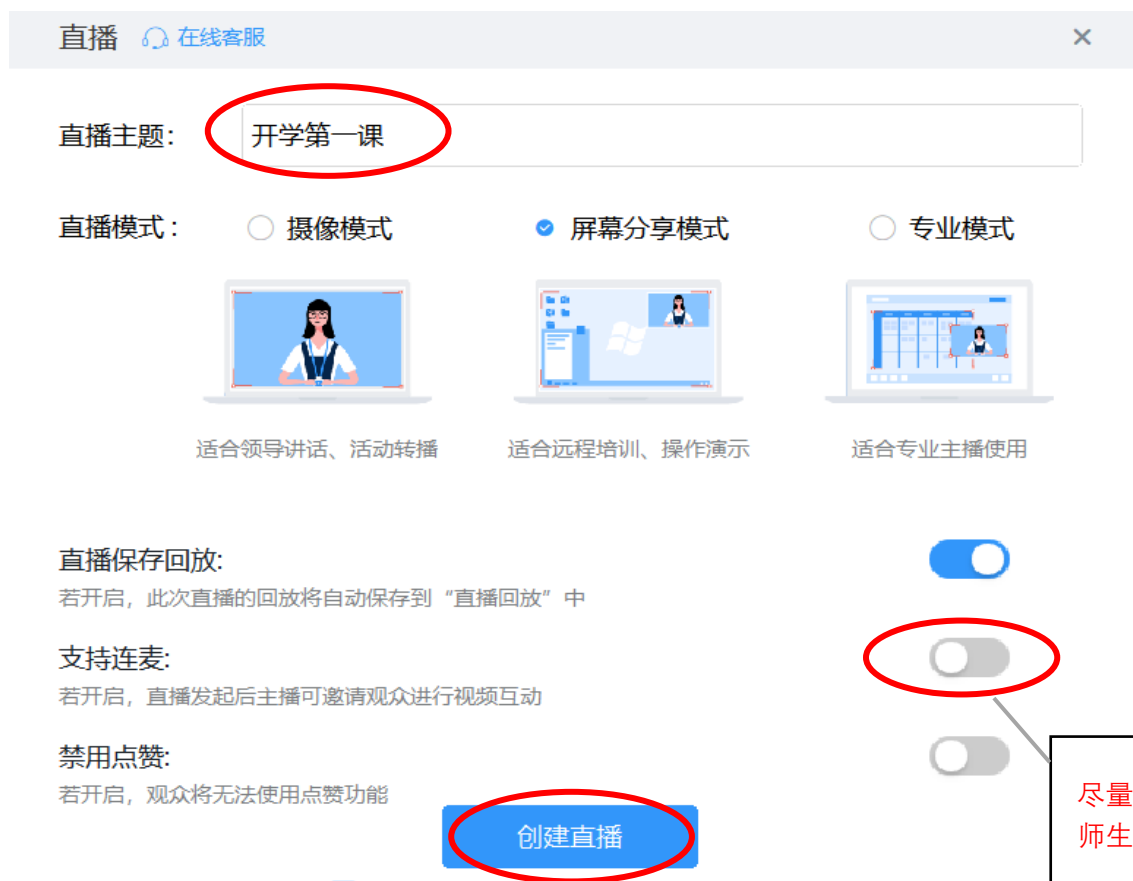 直播 在线客服
直播主题： 开学第一课
直播模式： 摄像模式 屏幕分享模式 专业模式
适合领导讲话、活动转播 适合远程培训、操作演示 适合专业主播使用
直播保存回放:
若开启，此次直播的回放将自动保存到“直播回放”中
支持连麦:
若开启，直播发起后主播可邀请观众进行视频互动
禁用点赞:
若开启，观众将无法使用点赞功能
尽量
师生
创建直播